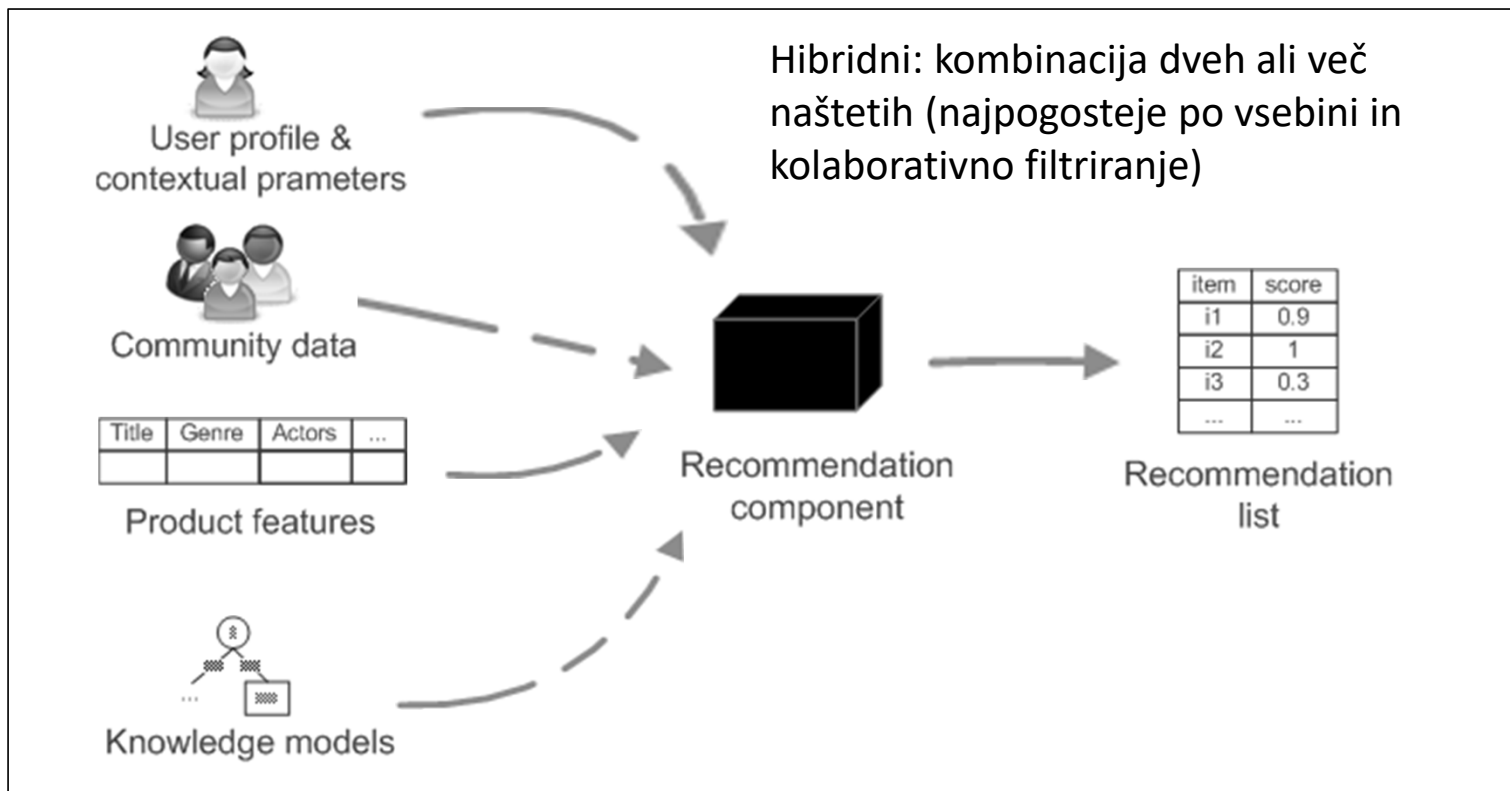 Hibridni: kombinacija dveh ali več
naštetih (najpogosteje po vsebini in
kolaborativno filtriranje)
User profile &
contextual prameters
Community data
Title Genre Actors ...
Product features
...
Knowledge models
Recommendation
component
item score
i1 0.9
i2 1
i3 0.3
... ...
Recommendation
list